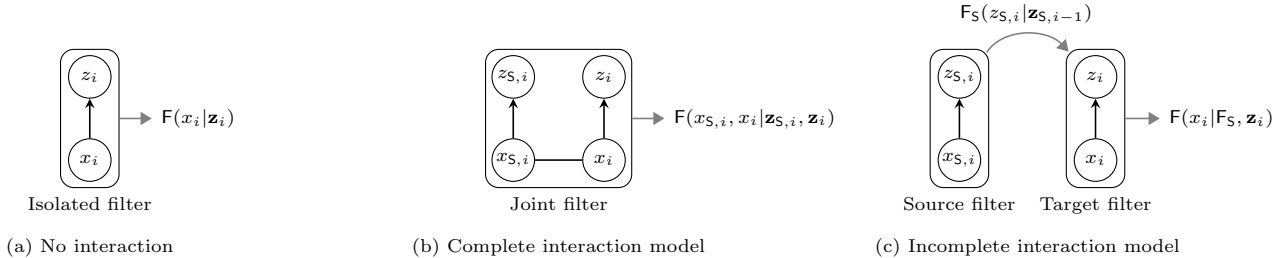 F_S(z_{S,i}|z_{S,i−1})
z_i
x_i
F(x_i|z_i)
Isolated filter
(a) No interaction
z_{S,i}
z_i
x_{S,i}
x_i
F(x_{S,i}, x_i|z_{S,i}, z_i)
Joint filter
(b) Complete interaction model
z_{S,i}
z_i
x_{S,i}
x_i
F(x_i|F_S, z_i)
Source filter
Target filter
(c) Incomplete interaction model